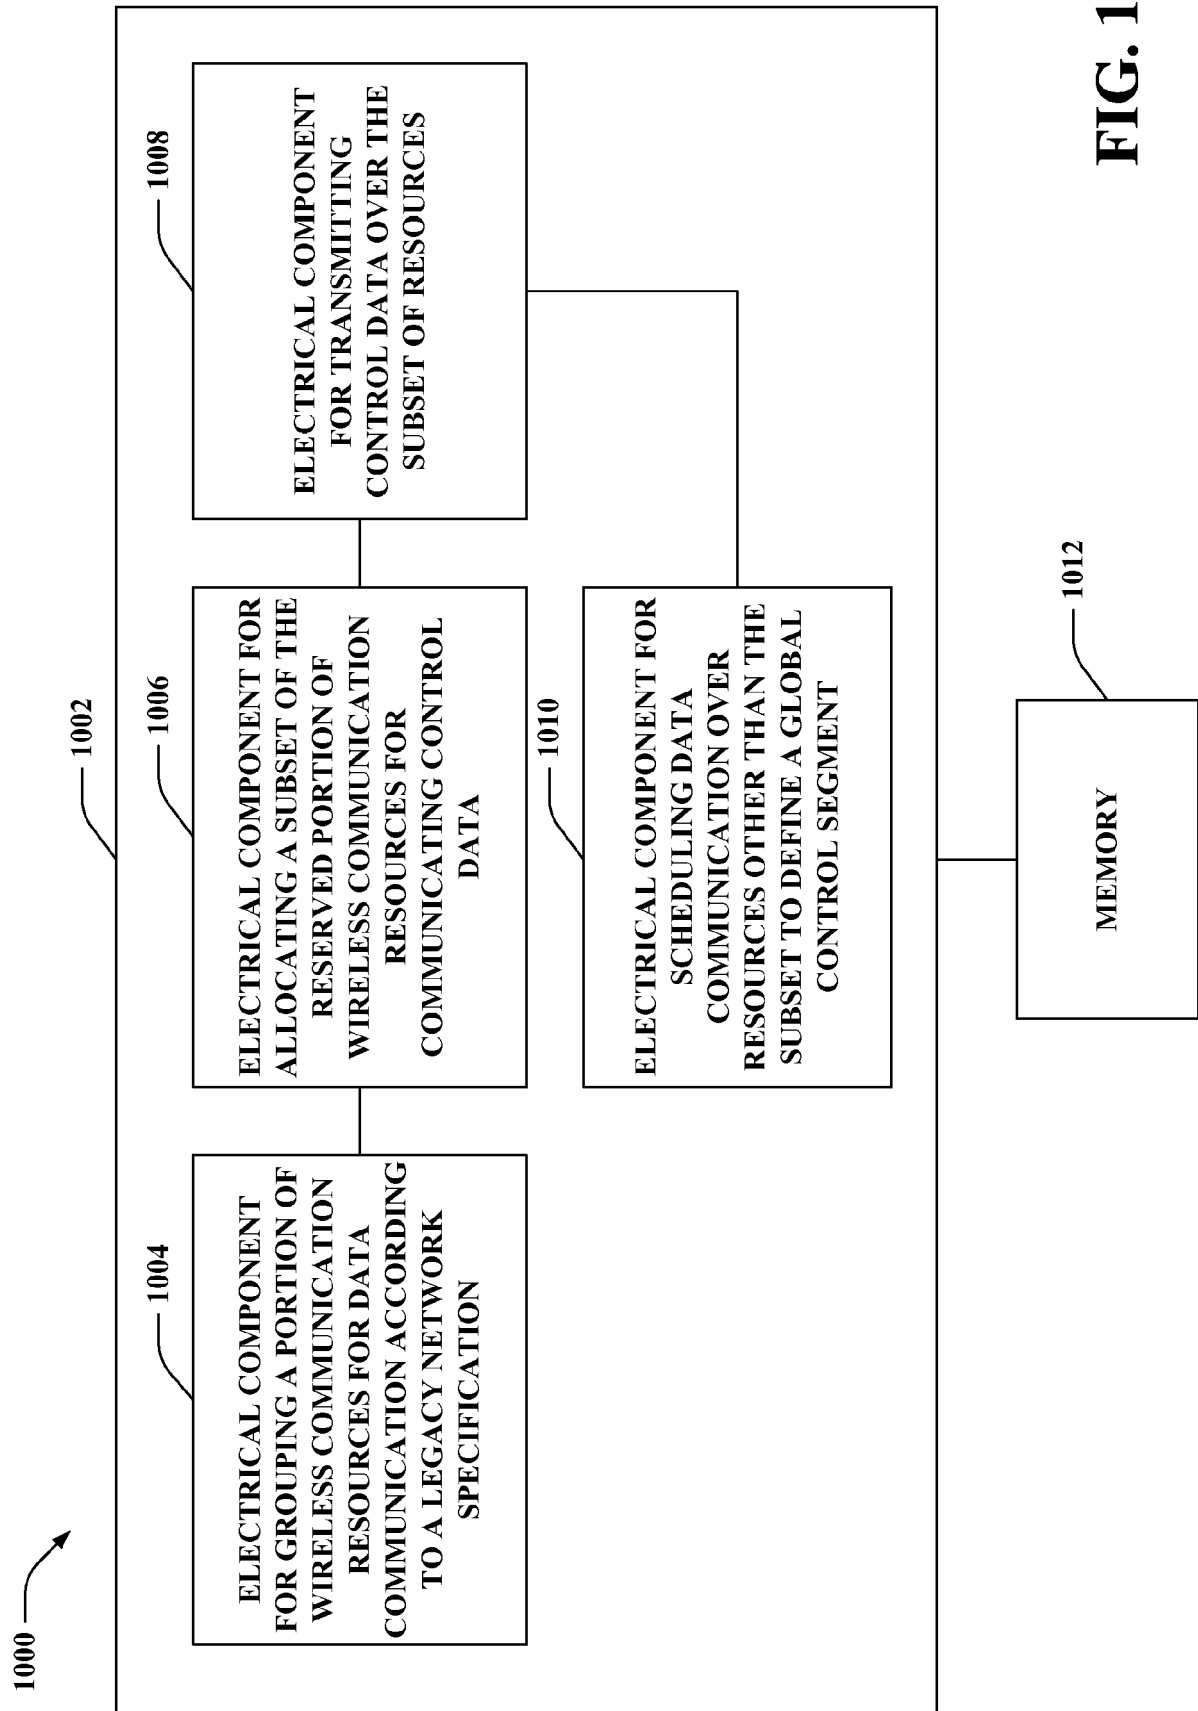 1000
1002
1004
ELECTRICAL COMPONENT
FOR GROUPING A PORTION OF
WIRELESS COMMUNICATION
RESOURCES FOR DATA
COMMUNICATION ACCORDING
TO A LEGACY NETWORK
SPECIFICATION
1006
ELECTRICAL COMPONENT FOR
ALLOCATING A SUBSET OF THE
RESERVED PORTION OF
WIRELESS COMMUNICATION
RESOURCES FOR
COMMUNICATING CONTROL
DATA
1008
ELECTRICAL COMPONENT
FOR TRANSMITTING
CONTROL DATA OVER THE
SUBSET OF RESOURCES
1010
ELECTRICAL COMPONENT FOR
SCHEDULING DATA
COMMUNICATION OVER
RESOURCES OTHER THAN THE
SUBSET TO DEFINE A GLOBAL
CONTROL SEGMENT
1012
MEMORY
FIG. 1